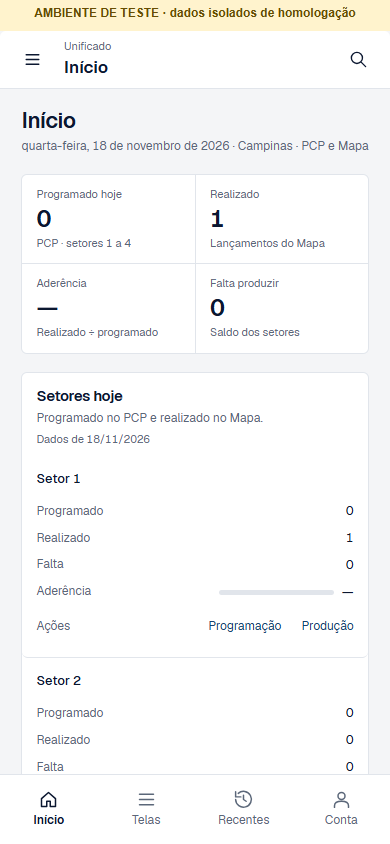 AMBIENTE DE TESTE · dados isolados de homologação
Unificado
Início
Início
quarta-feira, 18 de novembro de 2026 · Campinas · PCP e Mapa
Programado hoje
0
PCP · setores 1 a 4
Realizado
1
Lançamentos do Mapa
Aderência
—
Realizado ÷ programado
Falta produzir
0
Saldo dos setores
Setores hoje
Programado no PCP e realizado no Mapa.
Dados de 18/11/2026
Setor 1
Programado 0
Realizado 1
Falta 0
Aderência —
Ações Programação Produção
Setor 2
Programado 0
Realizado 0
Falta 0
Início Telas Recentes Conta